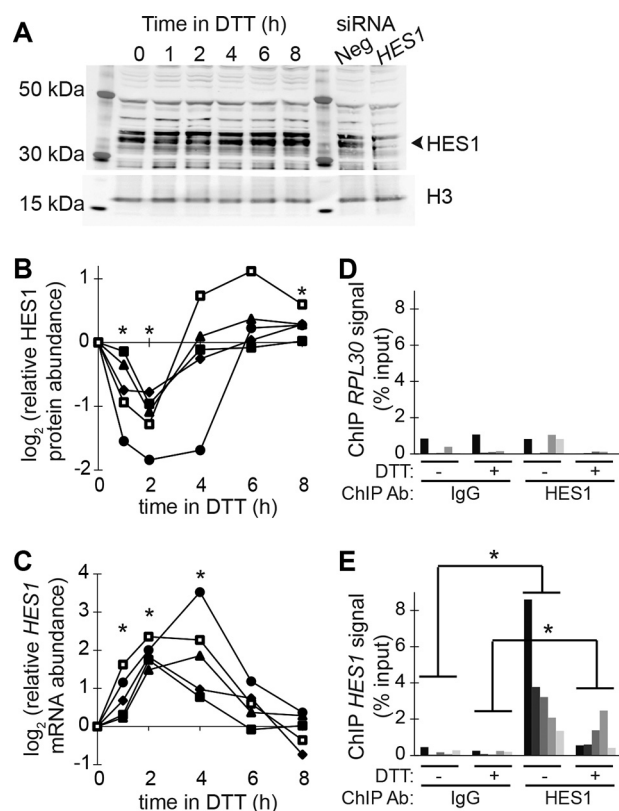 A
Time in DTT (h)
siRNA
0 1 2 4 6 8 Neg HES1
50 kDa
30 kDa
HES1
15 kDa
H3
B
log2 (relative HES1
protein abundance)
1
0
-1
-2
* * *
0 2 4 6 8
time in DTT (h)
C
log2 (relative HES1
mRNA abundance)
4
3
2
1
0
-1
* * *
0 2 4 6 8
time in DTT (h)
D
ChIP RPL30 signal
(% input)
8
6
4
2
0
DTT: - + - +
ChIP Ab: IgG HES1
E
ChIP HES1 signal
(% input)
8
6
4
2
0
*
*
DTT: - + - +
ChIP Ab: IgG HES1